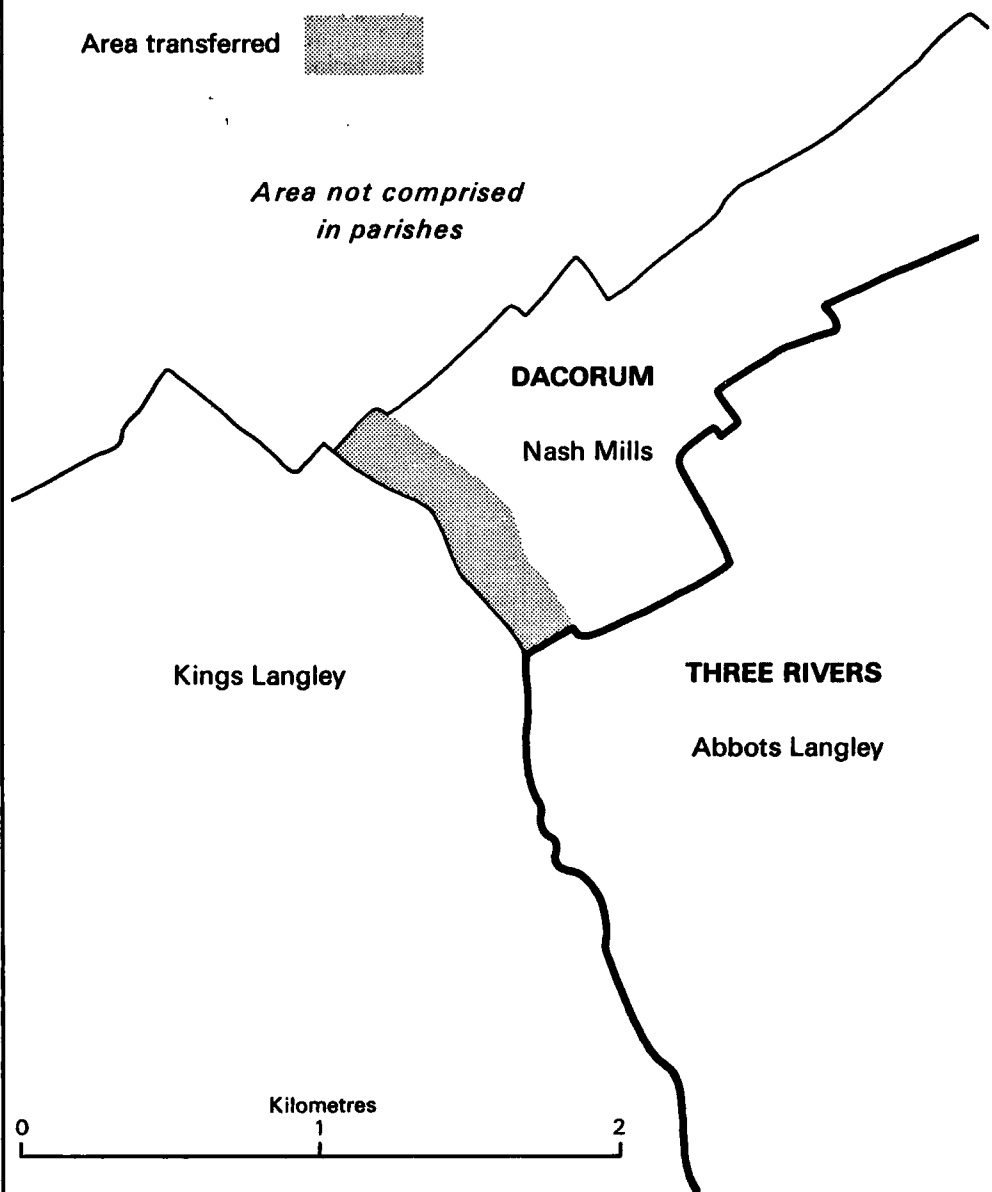 Area transferred
Area not comprised
in parishes
DACORUM
Nash Mills
Kings Langley
THREE RIVERS
Abbots Langley
Kilometres
0 1 2